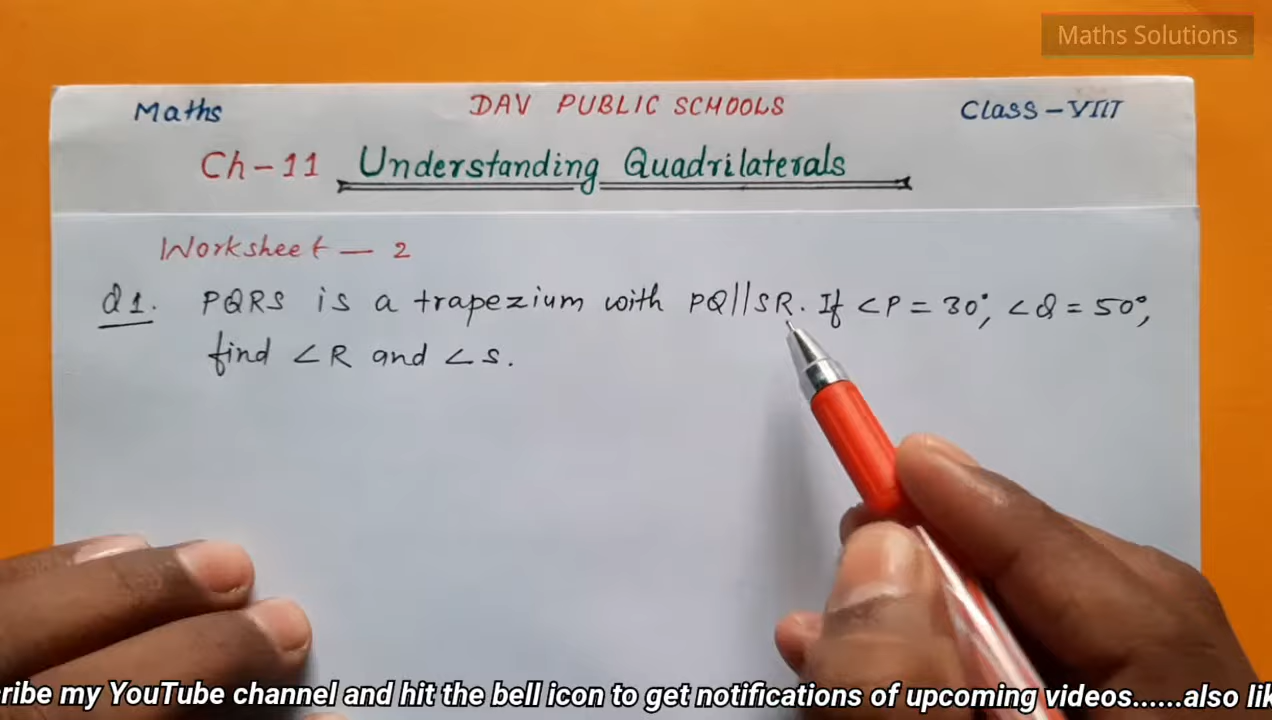 Maths Solutions
Maths DAV PUBLIC SCHOOLS Class-VIII
Ch-11 Understanding Quadrilaterals
Worksheet - 2
Q1. PQRS is a trapezium with PQ||SR. If ∠P = 30°, ∠Q = 50°,
find ∠R and ∠S.
ribe my YouTube channel and hit the bell icon to get notifications of upcoming videos......also lik